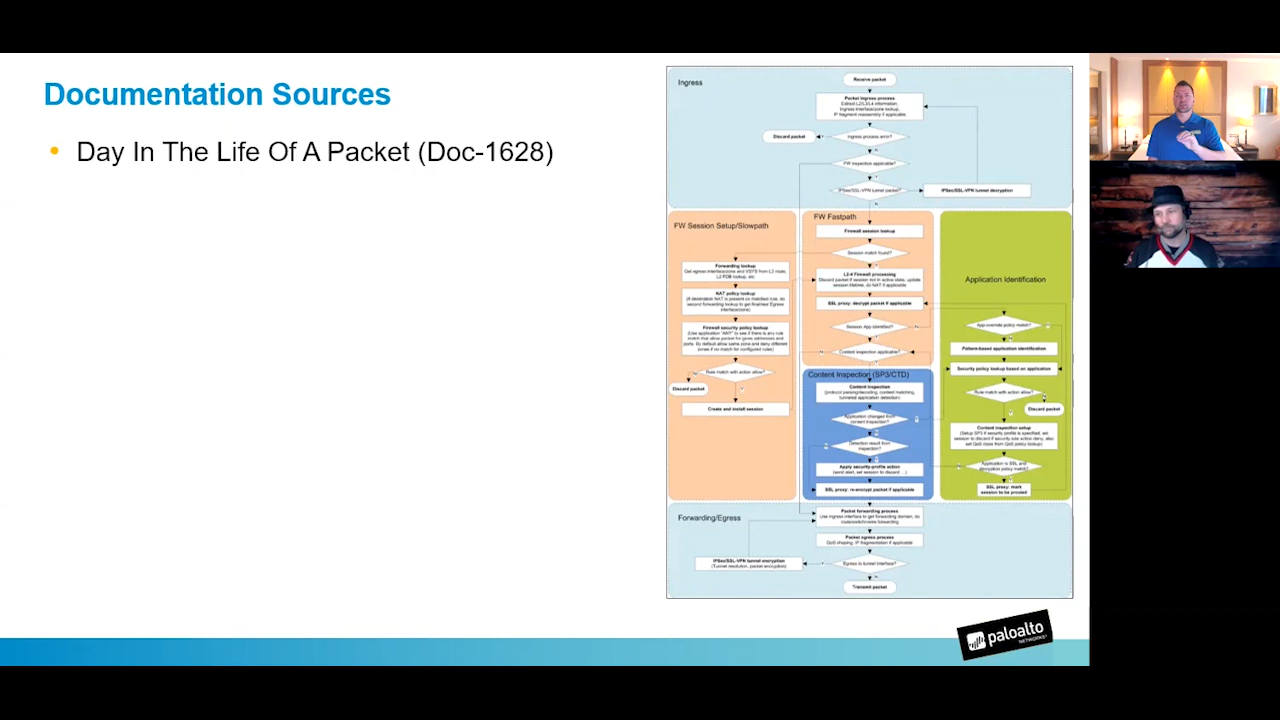 Documentation Sources
• Day In The Life Of A Packet (Doc-1628)
Ingress
Receive packet
Packet ingress process
Extract L2/L3/L4 information,
Ingress interface/zone lookup,
IP fragment reassembly if applicable
Discard packet
Y
Ingress process error?
N
FW inspection applicable?
Y
IPSec/SSL-VPN tunnel packet?
Y
IPSec/SSL-VPN tunnel decryption
N
FW Session Setup/Slowpath
Forwarding lookup
Get egress interface/zone and VSYS from L3 route,
L2 FDB lookup, etc
NAT policy lookup
(If destination NAT is present on matched rule, do
second forwarding lookup to get finalized Egress
interface/zone)
Firewall security policy lookup
(Use application "ANY" to see if there is any rule
match that allow packet for given addresses and
ports. By default allow same zone and deny different
zones if no match for configured rules)
Rule match with action allow?
N
Discard packet
Y
Create and install session
FW Fastpath
Firewall session lookup
Session match found?
Y
L2-4 Firewall processing
Discard packet if session not in active state, update
session lifetime, do NAT if applicable
SSL proxy: decrypt packet if applicable
Session App identified?
N
Y
Content inspection applicable?
N
Y
Content Inspection (SP3/CTD)
Content inspection
(protocol parsing/decoding, content matching,
tunneled application detection)
Application changed from
content inspection?
Y
Detection result from
inspection?
Apply security-profile action
(send alert, set session to discard ...)
SSL proxy: re-encrypt packet if applicable
Application Identification
App-override policy match?
Pattern-based application identification
Security policy lookup based on application
Rule match with action allow?
Discard packet
Content inspection setup
(Setup SP3 if security profile is specified, set
session to discard if security rule action deny, also
set QoS class from QoS policy lookup)
Application is SSL and
decryption policy match?
SSL proxy: mark
session to be proxied
Forwarding/Egress
Packet forwarding process
Use ingress interface to get forwarding domain, do
route/switch/wire forwarding
Packet egress process
QoS shaping, IP fragmentation if applicable
IPSec/SSL-VPN tunnel encryption
(Tunnel resolution, packet encryption)
Y
Egress is tunnel interface?
N
Transmit packet
paloalto
NETWORKS